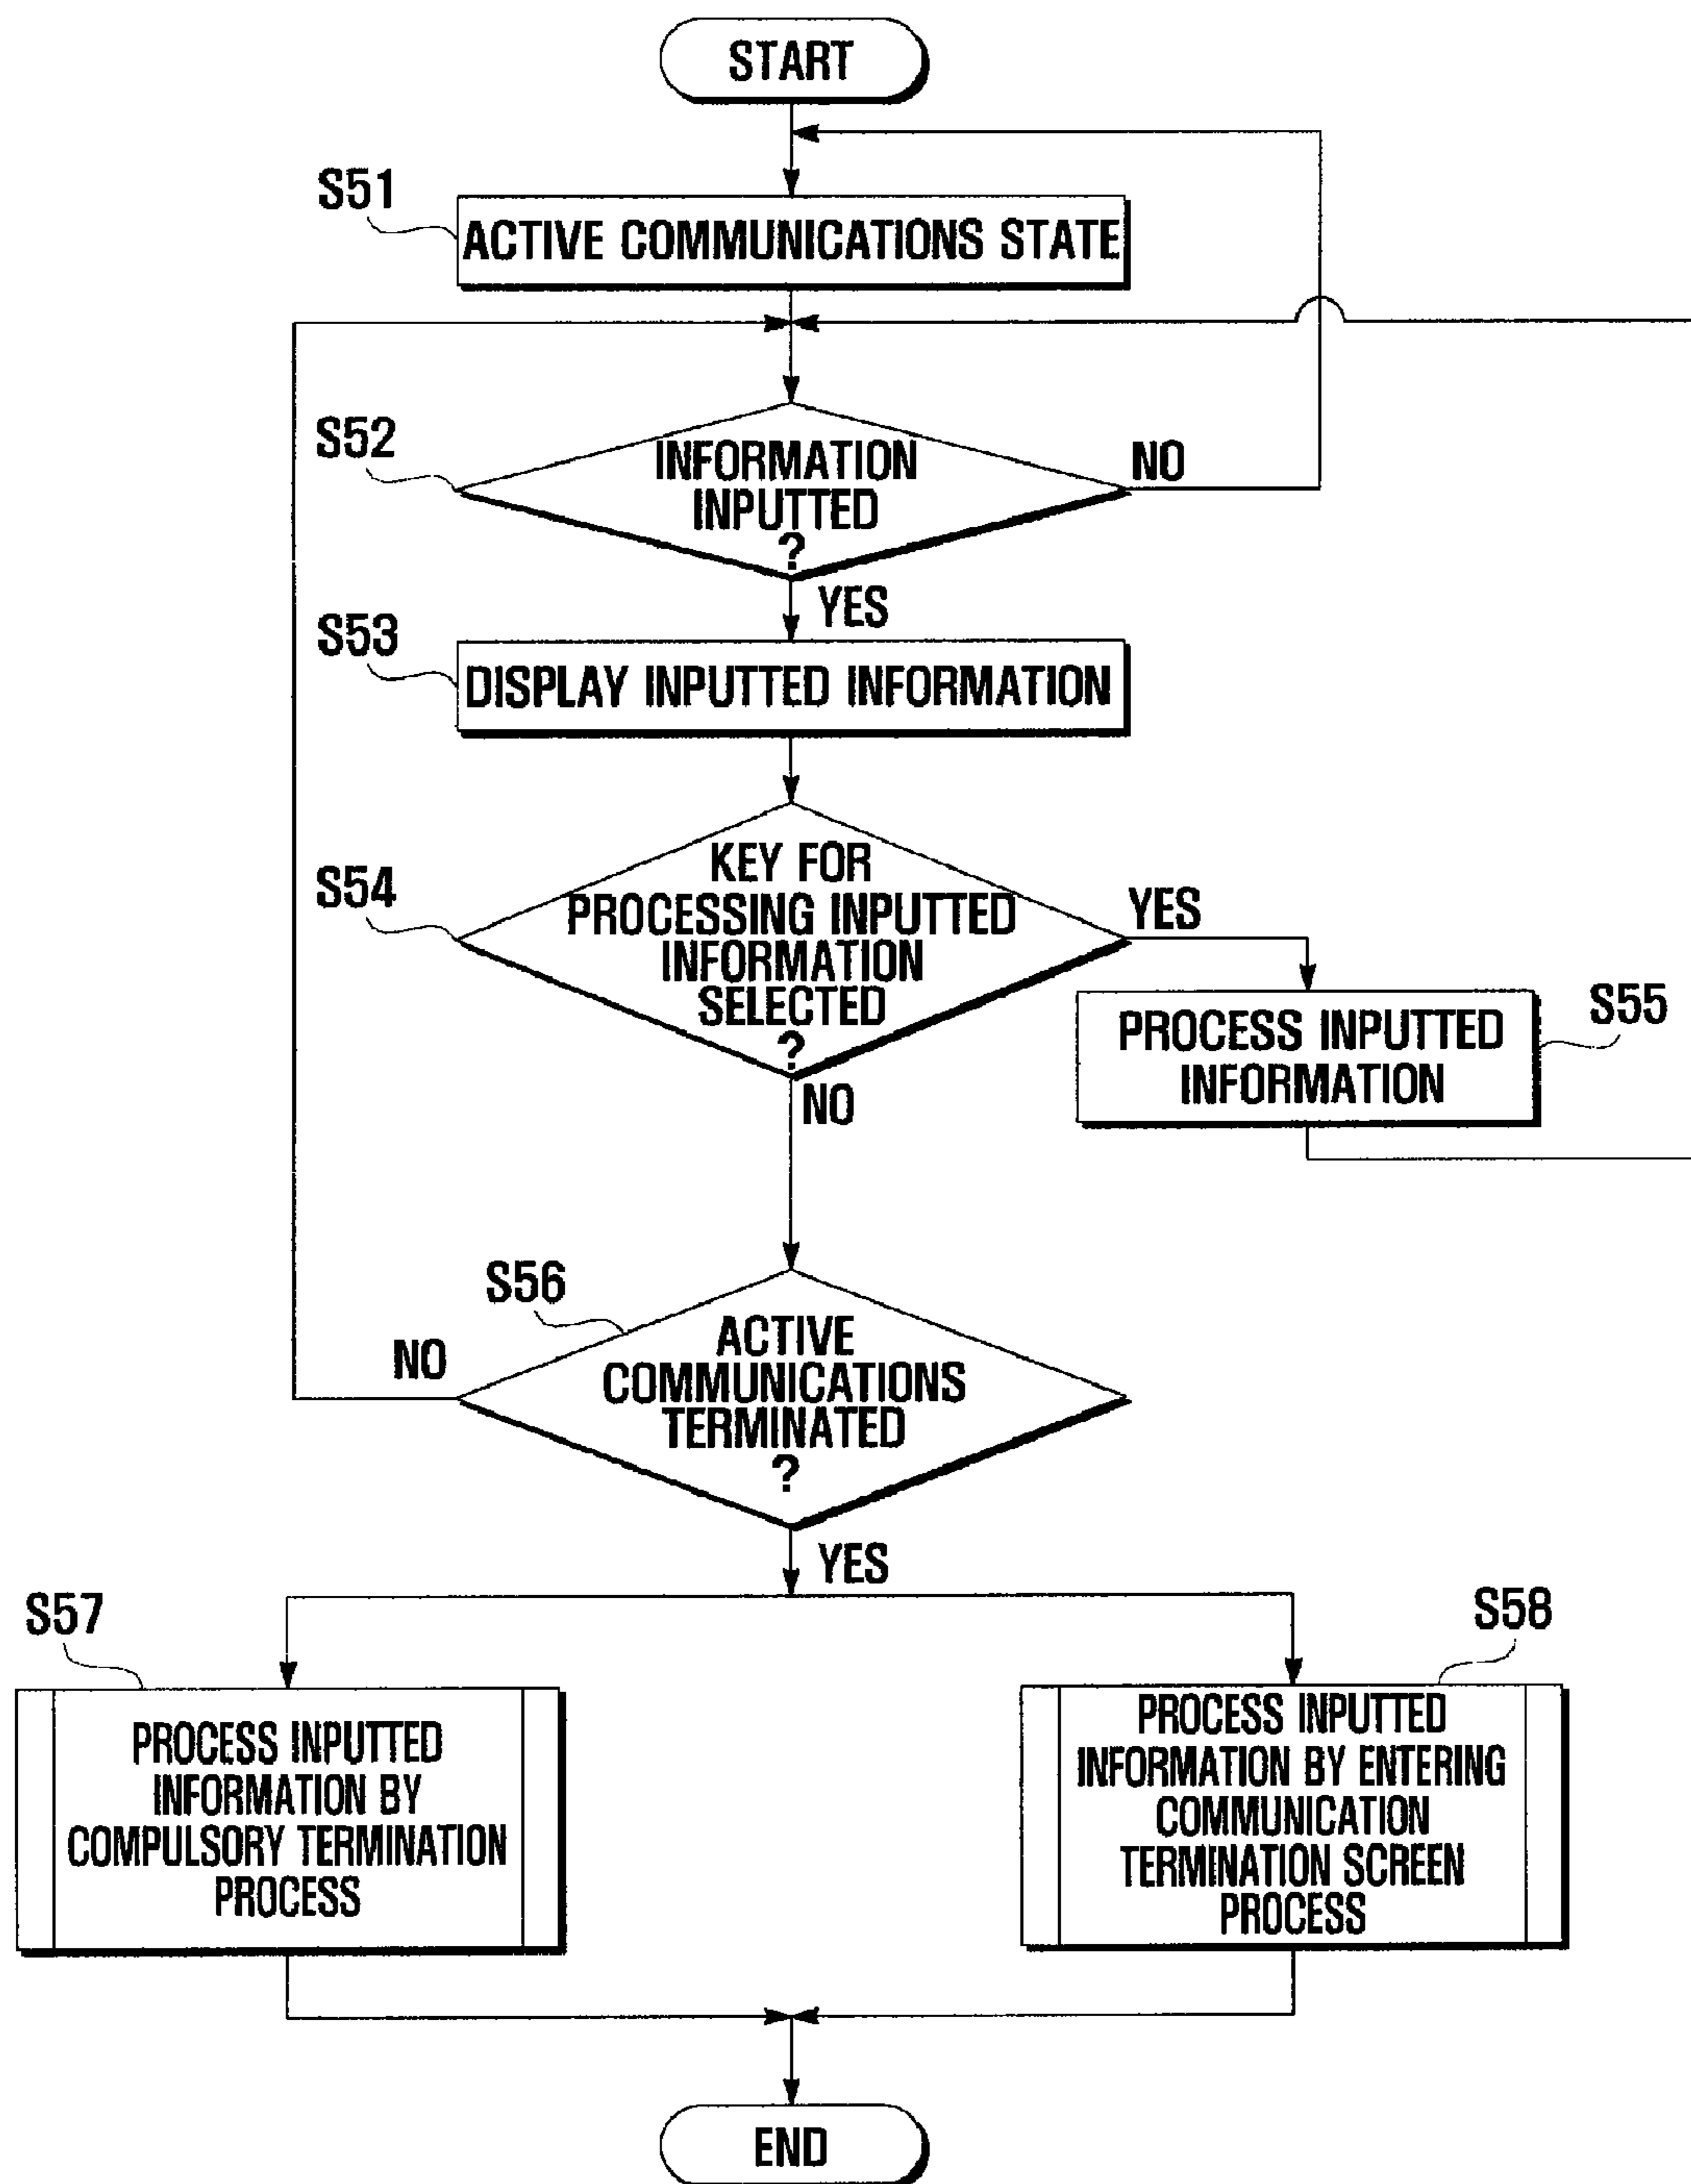 START
S51
ACTIVE COMMUNICATIONS STATE
S52
INFORMATION
INPUTTED
?
NO
YES
S53
DISPLAY INPUTTED INFORMATION
S54
KEY FOR
PROCESSING INPUTTED
INFORMATION
SELECTED
?
YES
NO
S55
PROCESS INPUTTED
INFORMATION
S56
ACTIVE
COMMUNICATIONS
TERMINATED
?
NO
YES
S57
PROCESS INPUTTED
INFORMATION BY
COMPULSORY TERMINATION
PROCESS
S58
PROCESS INPUTTED
INFORMATION BY ENTERING
COMMUNICATION
TERMINATION SCREEN
PROCESS
END